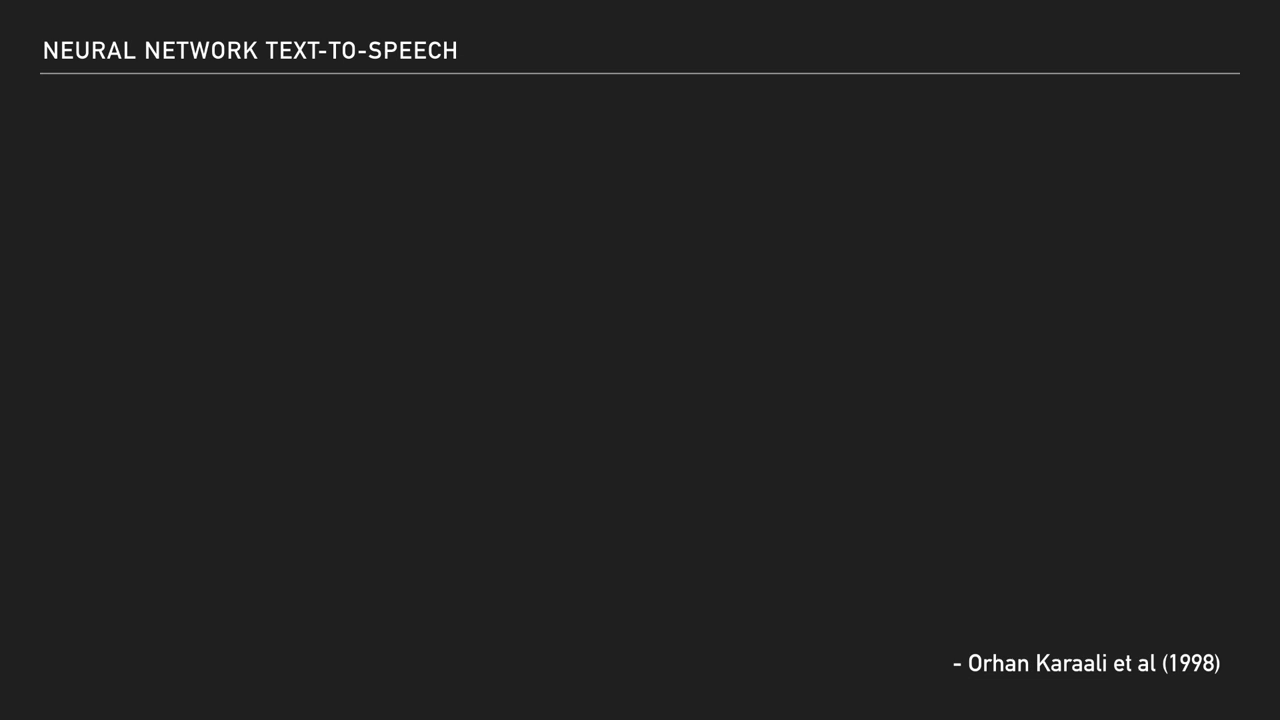 NEURAL NETWORK TEXT-TO-SPEECH
- Orhan Karaali et al (1998)